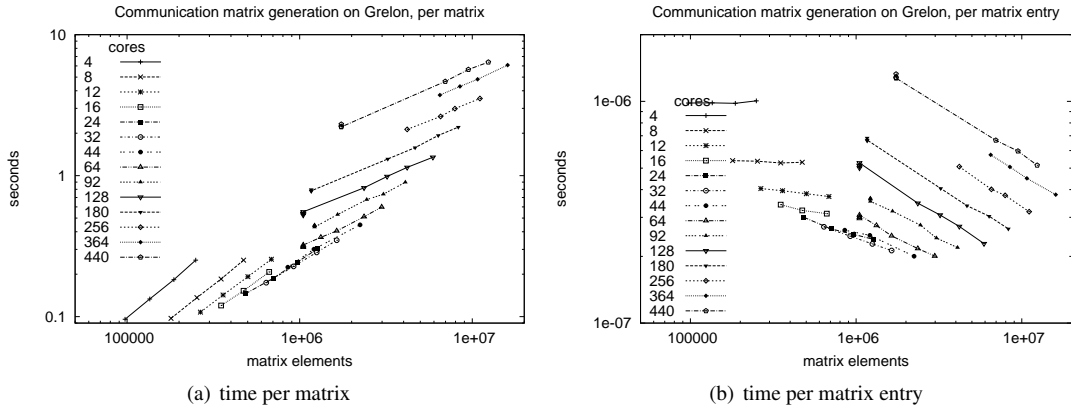 Communication matrix generation on Grelon, per matrix
10
1
0.1
seconds
cores
4
8
12
16
24
32
44
64
92
128
180
256
364
440
100000
1e+06
1e+07
matrix elements
(a) time per matrix
Communication matrix generation on Grelon, per matrix entry
1e-06
1e-07
seconds
cores
4
8
12
16
24
32
44
64
92
128
180
256
364
440
100000
1e+06
1e+07
matrix elements
(b) time per matrix entry